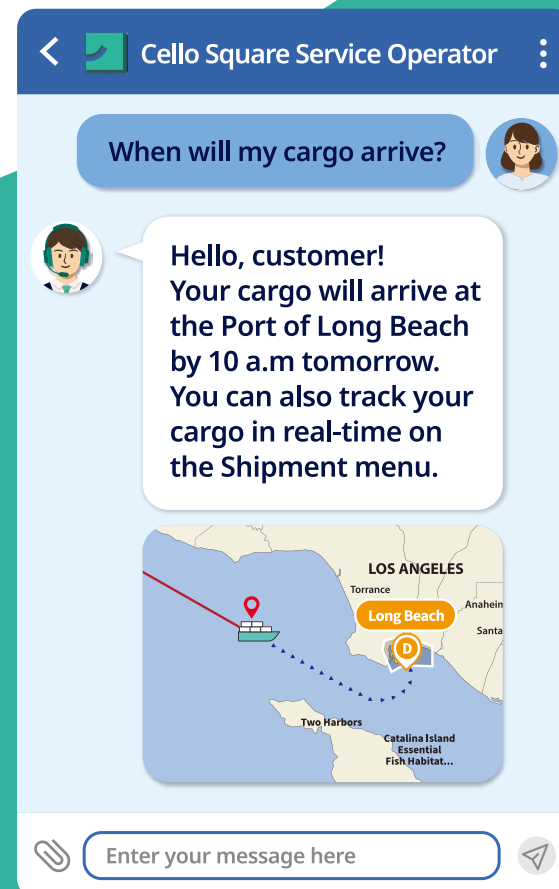 Cello Square Service Operator
When will my cargo arrive?
Hello, customer!
Your cargo will arrive at
the Port of Long Beach
by 10 a.m tomorrow.
You can also track your
cargo in real-time on
the Shipment menu.
LOS ANGELES
Torrance
Anahein
Long Beach
Santa
D
Two Harbors
Catalina Island
Essential
Fish Habitat...
Enter your message here